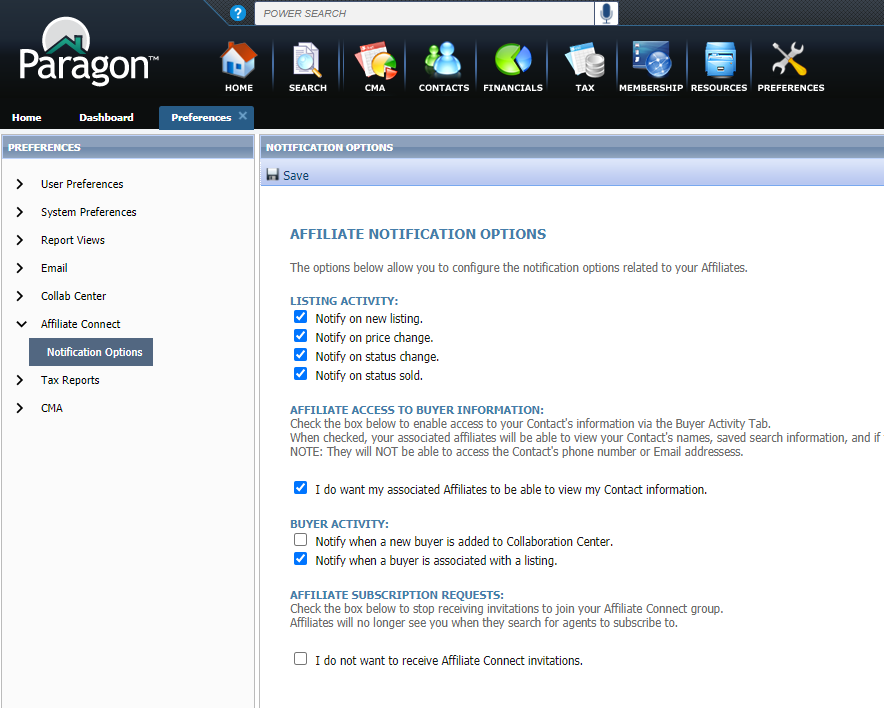 ? POWER SEARCH
Paragon™
HOME SEARCH CMA CONTACTS FINANCIALS TAX MEMBERSHIP RESOURCES PREFERENCES
Home Dashboard Preferences ×
PREFERENCES
User Preferences
System Preferences
Report Views
Email
Collab Center
Affiliate Connect
Notification Options
Tax Reports
CMA
NOTIFICATION OPTIONS
Save
AFFILIATE NOTIFICATION OPTIONS
The options below allow you to configure the notification options related to your Affiliates.
LISTING ACTIVITY:
Notify on new listing.
Notify on price change.
Notify on status change.
Notify on status sold.
AFFILIATE ACCESS TO BUYER INFORMATION:
Check the box below to enable access to your Contact's information via the Buyer Activity Tab.
When checked, your associated affiliates will be able to view your Contact's names, saved search information, and if
NOTE: They will NOT be able to access the Contact's phone number or Email addressess.
I do want my associated Affiliates to be able to view my Contact information.
BUYER ACTIVITY:
Notify when a new buyer is added to Collaboration Center.
Notify when a buyer is associated with a listing.
AFFILIATE SUBSCRIPTION REQUESTS:
Check the box below to stop receiving invitations to join your Affiliate Connect group.
Affiliates will no longer see you when they search for agents to subscribe to.
I do not want to receive Affiliate Connect invitations.